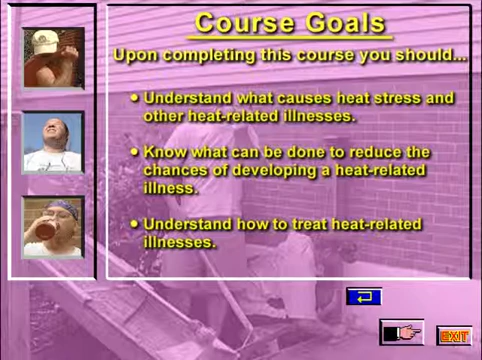 Course Goals
Upon completing this course you should...
• Understand what causes heat stress and
other heat-related illnesses.
• Know what can be done to reduce the
chances of developing a heat-related
illness.
• Understand how to treat heat-related
illnesses.
EXIT